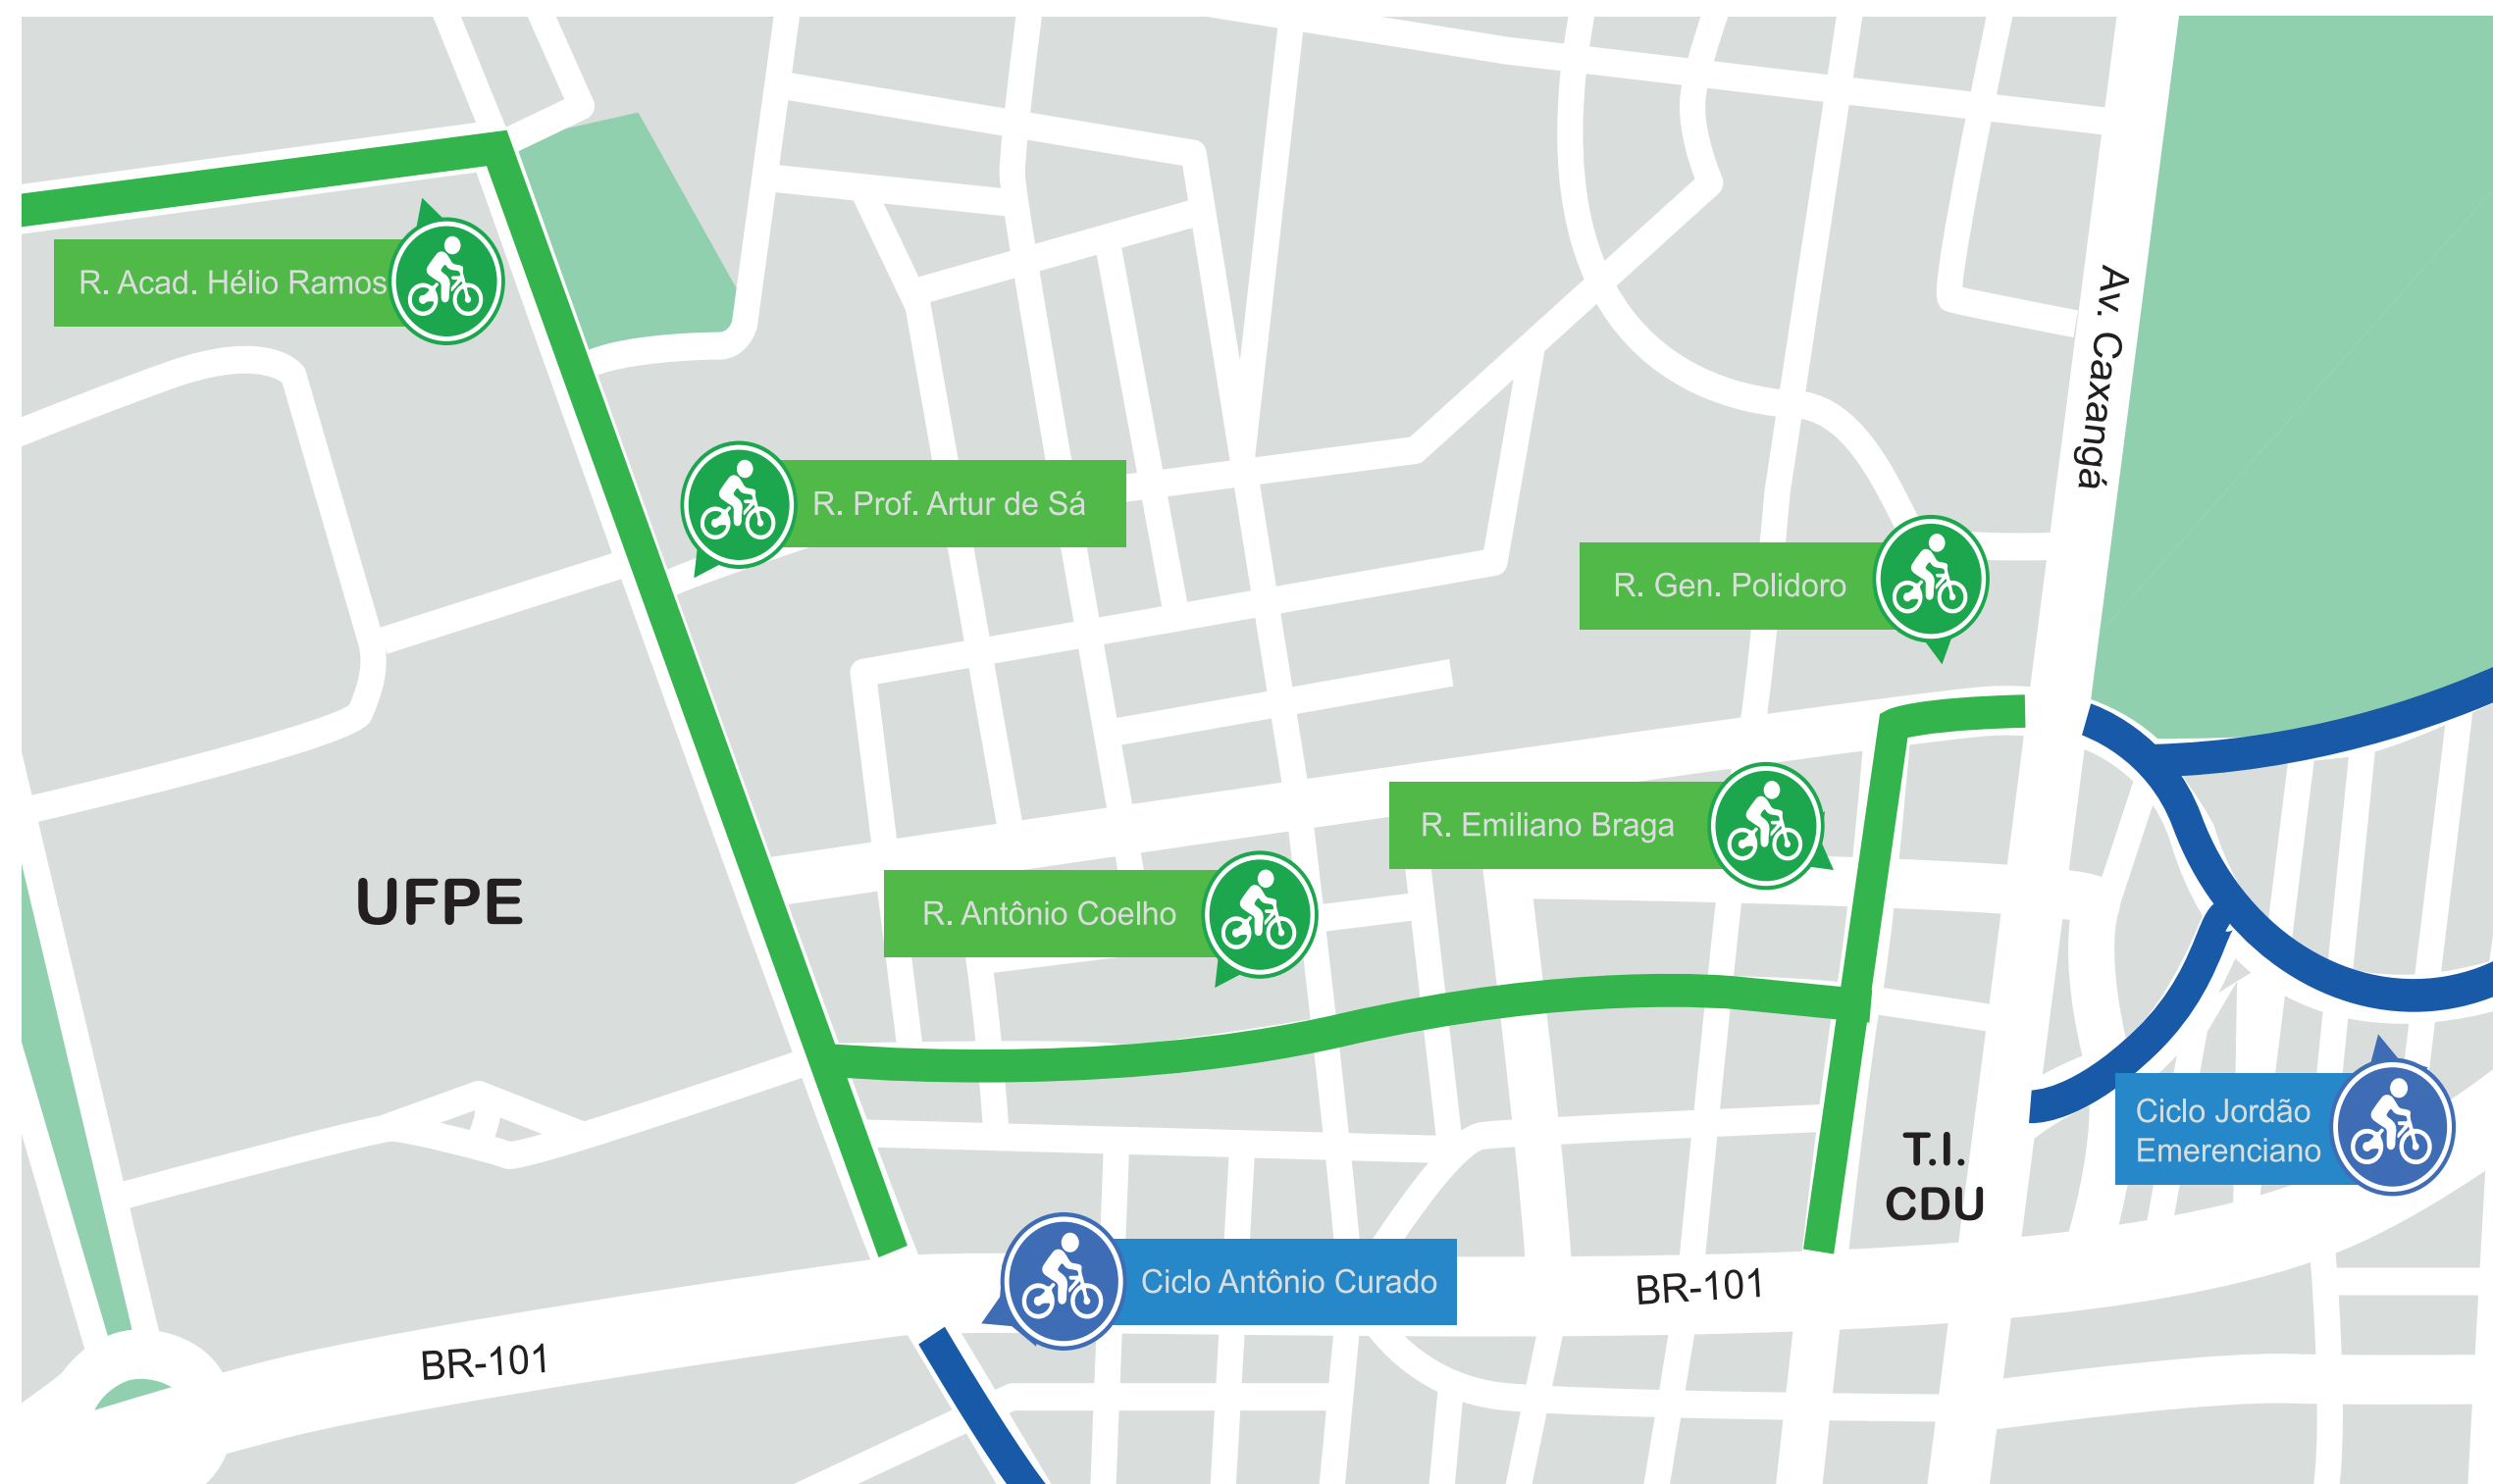 R. Acad. Hélio Ramos
Av. Caxangá
R. Prof. Artur de Sá
R. Gen. Polidoro
R. Emiliano Braga
UFPE
R. Antônio Coelho
Ciclo Jordão
Emerenciano
T.I.
CDU
Ciclo Antônio Curado
BR-101
BR-101